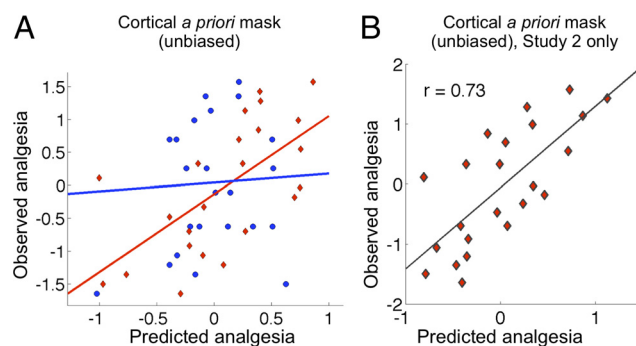 A
Cortical a priori mask
(unbiased)
Observed analgesia
1.5
1
0.5
0
-0.5
-1
-1.5
-1
-0.5
0
0.5
1
Predicted analgesia
B
Cortical a priori mask
(unbiased), Study 2 only
r = 0.73
Observed analgesia
2
1
0
-1
-2
-1
0
1
Predicted analgesia